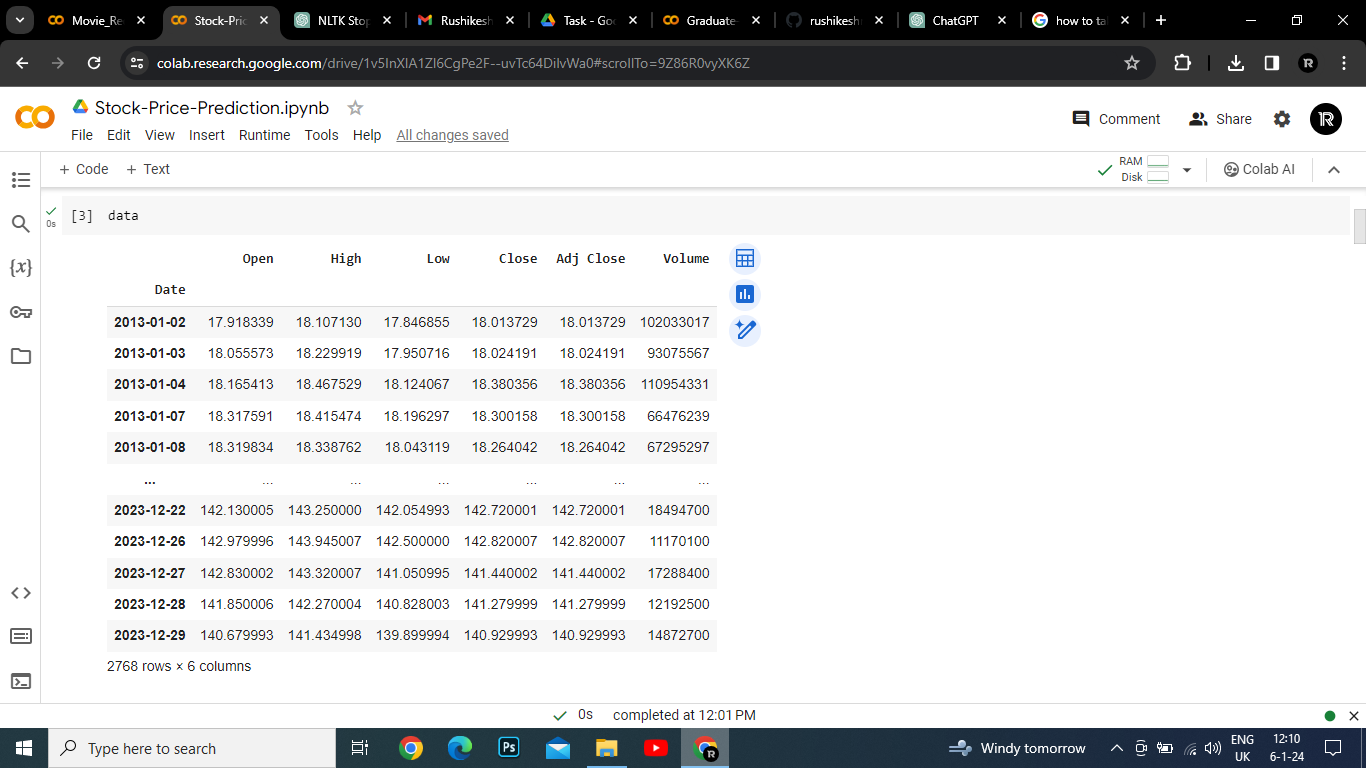 Movie_Re
Stock-Pric
NLTK Stop
Rushikesh
Task - Goo
Graduate-
rushikeshr
ChatGPT
how to tal
colab.research.google.com/drive/1v5InXlA1Zl6CgPe2F--uvTc64DilvWa0#scrollTo=9Z86R0vyXK6Z
Stock-Price-Prediction.ipynb
File Edit View Insert Runtime Tools Help All changes saved
Comment Share
+ Code + Text
RAM
Disk
Colab AI
0s
[3] data
Open High Low Close Adj Close Volume
Date
2013-01-02 17.918339 18.107130 17.846855 18.013729 18.013729 102033017
2013-01-03 18.055573 18.229919 17.950716 18.024191 18.024191 93075567
2013-01-04 18.165413 18.467529 18.124067 18.380356 18.380356 110954331
2013-01-07 18.317591 18.415474 18.196297 18.300158 18.300158 66476239
2013-01-08 18.319834 18.338762 18.043119 18.264042 18.264042 67295297
... ... ... ... ... ... ...
2023-12-22 142.130005 143.250000 142.054993 142.720001 142.720001 18494700
2023-12-26 142.979996 143.945007 142.500000 142.820007 142.820007 11170100
2023-12-27 142.830002 143.320007 141.050995 141.440002 141.440002 17288400
2023-12-28 141.850006 142.270004 140.828003 141.279999 141.279999 12192500
2023-12-29 140.679993 141.434998 139.899994 140.929993 140.929993 14872700
2768 rows × 6 columns
0s completed at 12:01 PM
Type here to search
Ps
Windy tomorrow
ENG
UK
12:10
6-1-24